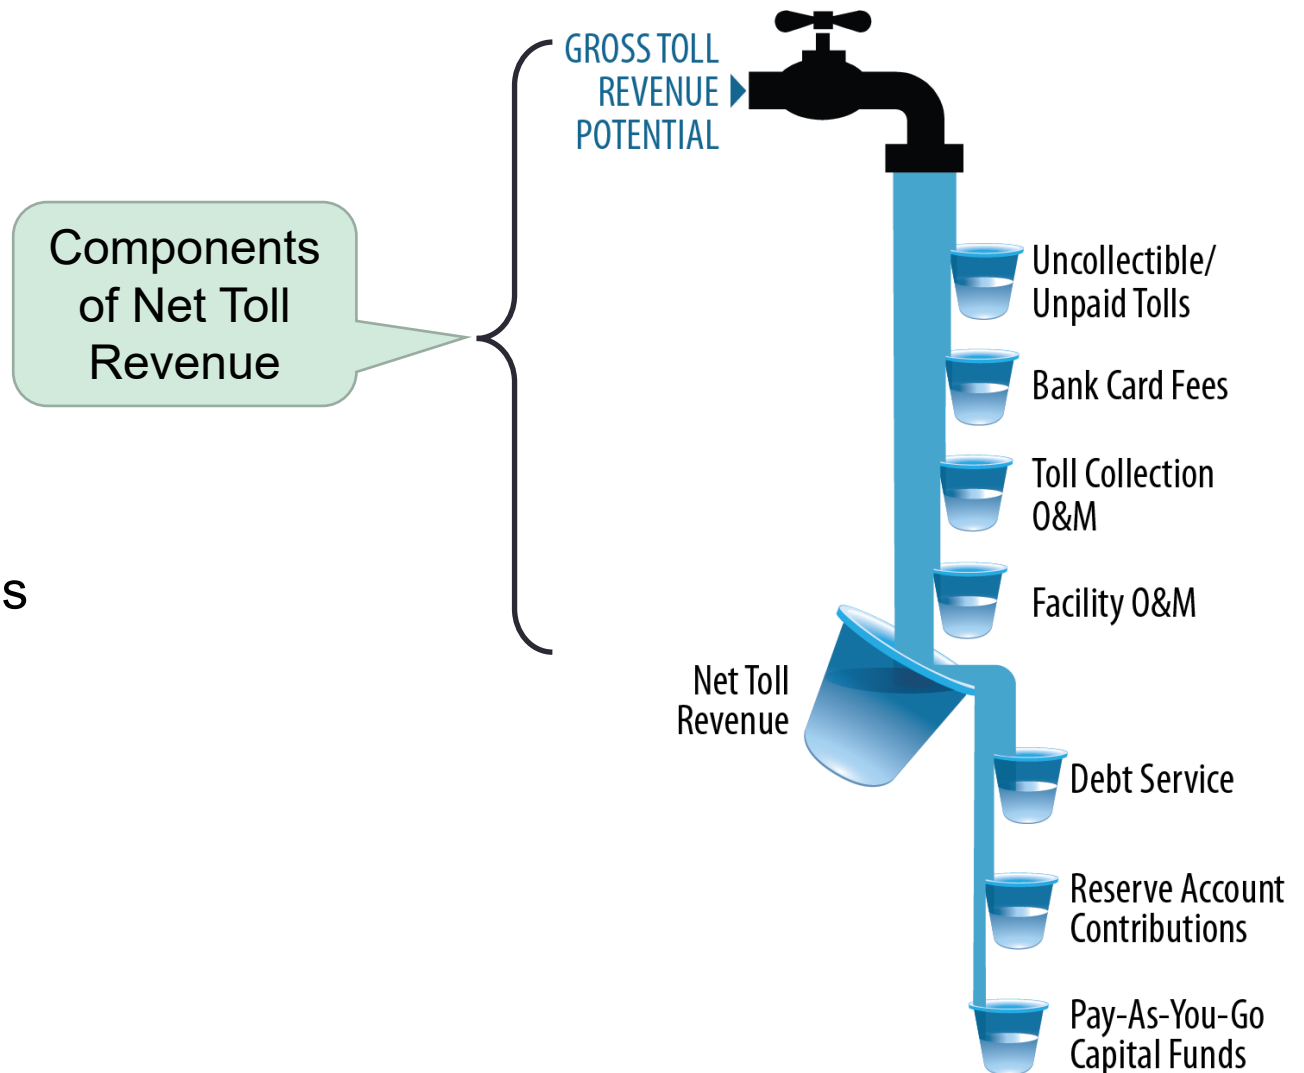 GROSS TOLL
REVENUE
POTENTIAL
Components
of Net Toll
Revenue
Uncollectible/
Unpaid Tolls
Bank Card Fees
Toll Collection
O&M
s
Facility O&M
Net Toll
Revenue
Debt Service
Reserve Account
Contributions
Pay-As-You-Go
Capital Funds